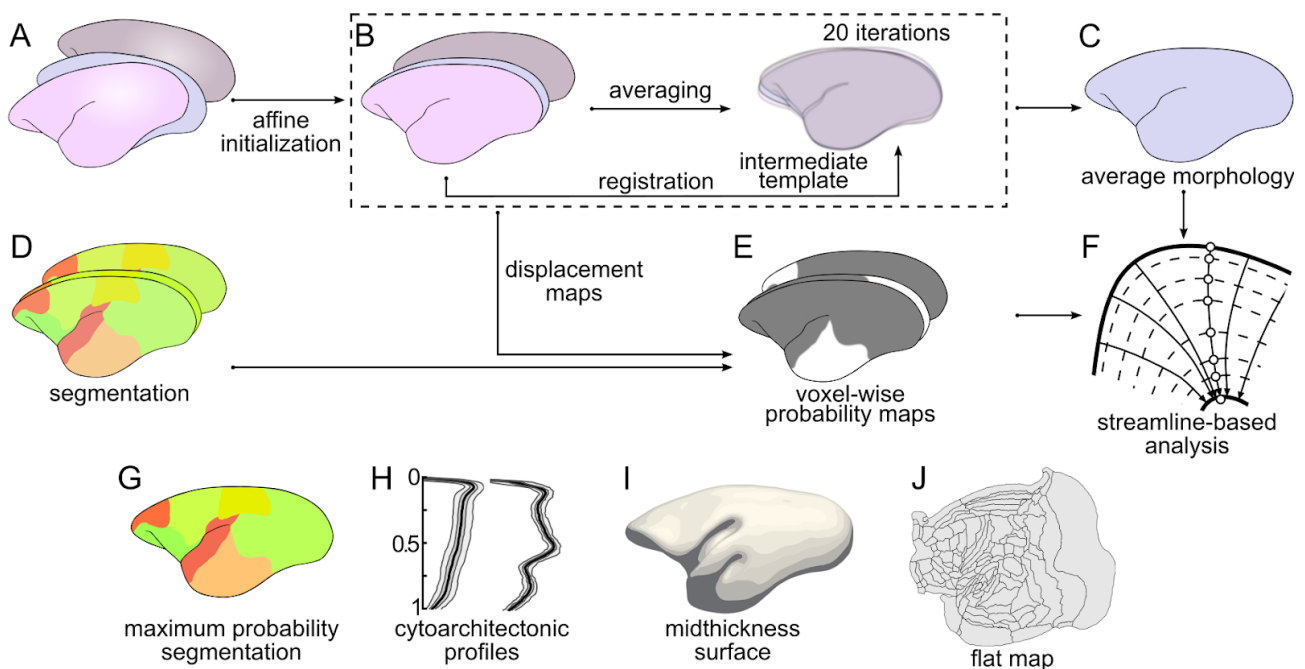 A
B
20 iterations
C
averaging
affine
initialization
intermediate
template
registration
average morphology
D
displacement
maps
E
F
segmentation
voxel-wise
probability maps
streamline-based
analysis
G
H
0
0.5
1
I
J
maximum probability
segmentation
cytoarchitectonic
profiles
midthickness
surface
flat map